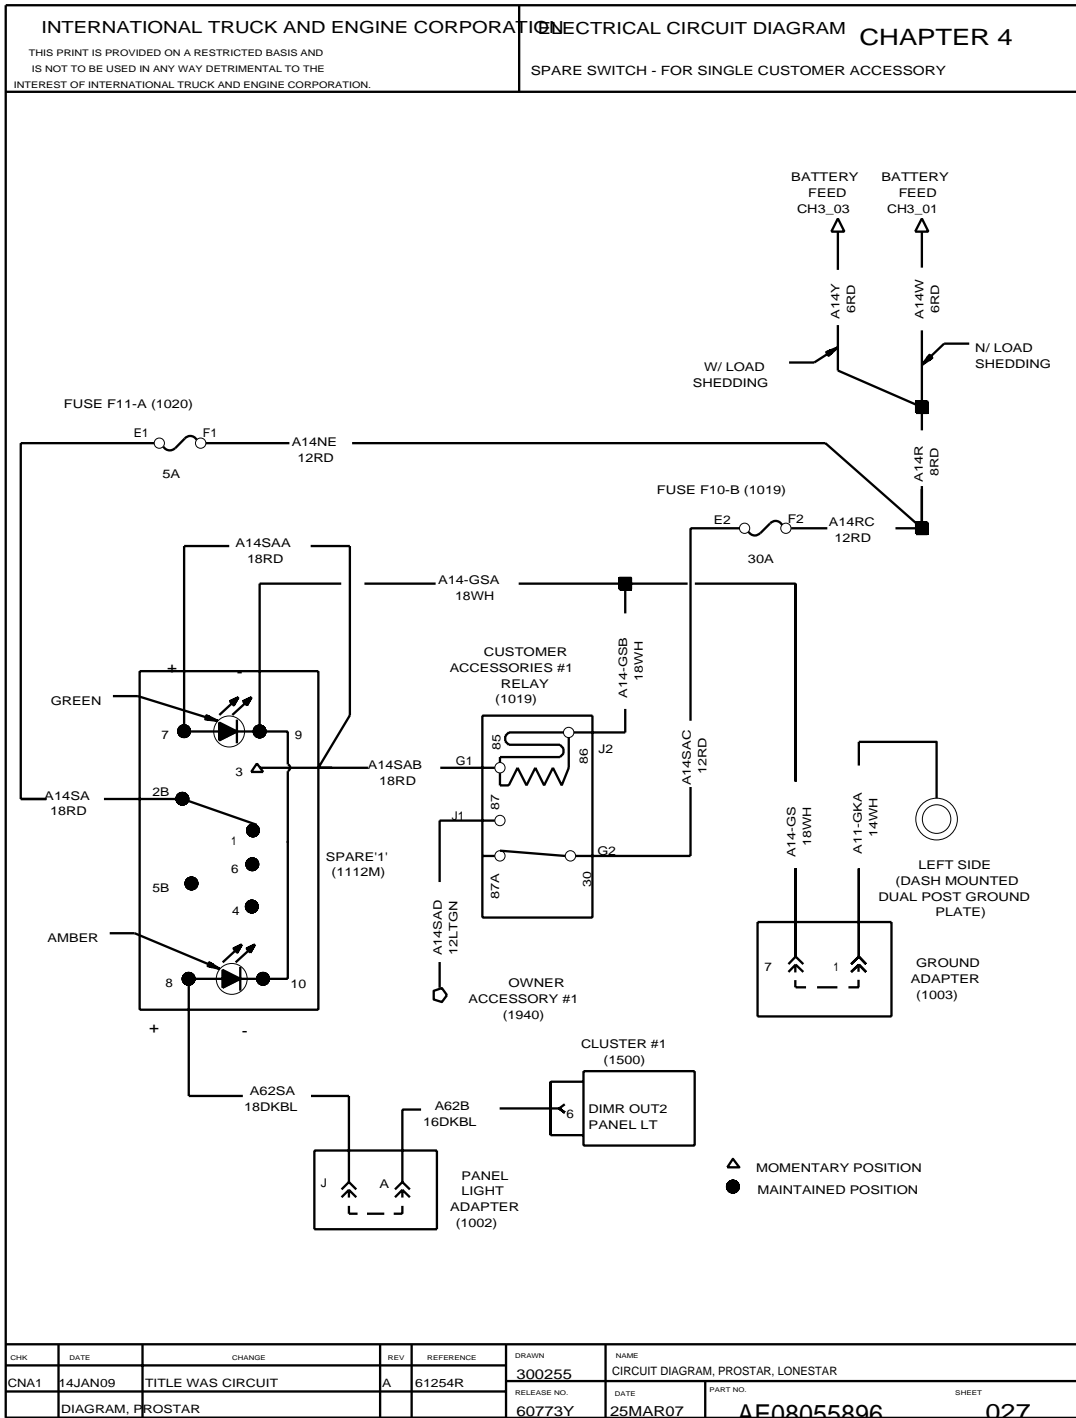 INTERNATIONAL TRUCK AND ENGINE CORPORATION
THIS PRINT IS PROVIDED ON A RESTRICTED BASIS AND
IS NOT TO BE USED IN ANY WAY DETRIMENTAL TO THE
INTEREST OF INTERNATIONAL TRUCK AND ENGINE CORPORATION.
ELECTRICAL CIRCUIT DIAGRAM
CHAPTER 4
SPARE SWITCH - FOR SINGLE CUSTOMER ACCESSORY
BATTERY
FEED
CH3_03
BATTERY
FEED
CH3_01
A14Y
6RD
A14W
6RD
W/ LOAD
SHEDDING
N/ LOAD
SHEDDING
FUSE F11-A (1020)
E1
F1
5A
A14NE
12RD
A14R
8RD
FUSE F10-B (1019)
E2
F2
30A
A14RC
12RD
A14SAA
18RD
A14-GSA
18WH
A14-GSB
18WH
CUSTOMER
ACCESSORIES #1
RELAY
(1019)
+
-
GREEN
7
9
3
A14SAB
18RD
G1
85
86
J2
A14SAC
12RD
A14SA
18RD
2B
1
6
5B
4
SPARE'1'
(1112M)
J1
87
87A
30
G2
A14-GS
18WH
A11-GKA
14WH
LEFT SIDE
(DASH MOUNTED
DUAL POST GROUND
PLATE)
AMBER
8
10
+
-
A14SAD
12LTGN
OWNER
ACCESSORY #1
(1940)
7
1
GROUND
ADAPTER
(1003)
CLUSTER #1
(1500)
6
DIMR OUT2
PANEL LT
A62SA
18DKBL
A62B
16DKBL
J
A
PANEL
LIGHT
ADAPTER
(1002)
MOMENTARY POSITION
MAINTAINED POSITION
CHK
DATE
CHANGE
REV
REFERENCE
CNA1
14JAN09
TITLE WAS CIRCUIT
A
61254R
DIAGRAM, PROSTAR
DRAWN
300255
NAME
CIRCUIT DIAGRAM, PROSTAR, LONESTAR
RELEASE NO.
60773Y
DATE
25MAR07
PART NO.
AE08055896
SHEET
027